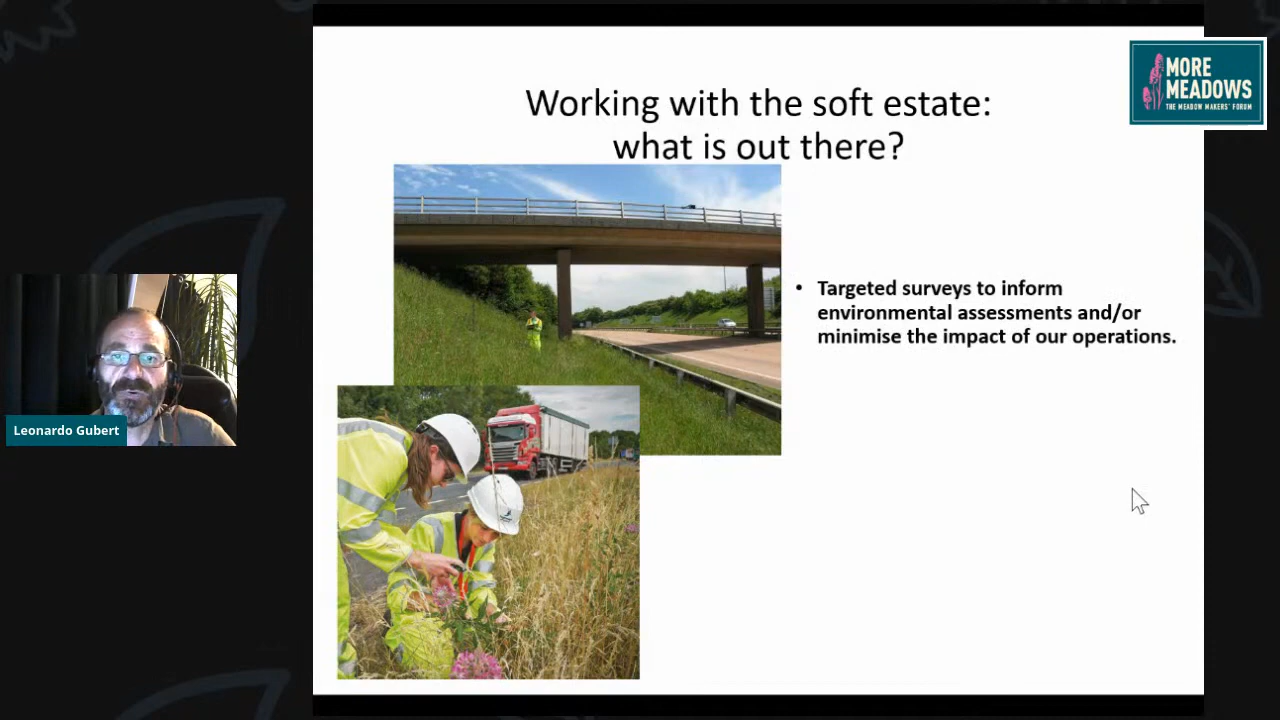 Working with the soft estate:
what is out there?
MORE
MEADOWS
THE MEADOW MAKERS' FORUM
• Targeted surveys to inform
environmental assessments and/or
minimise the impact of our operations.
Leonardo Gubert